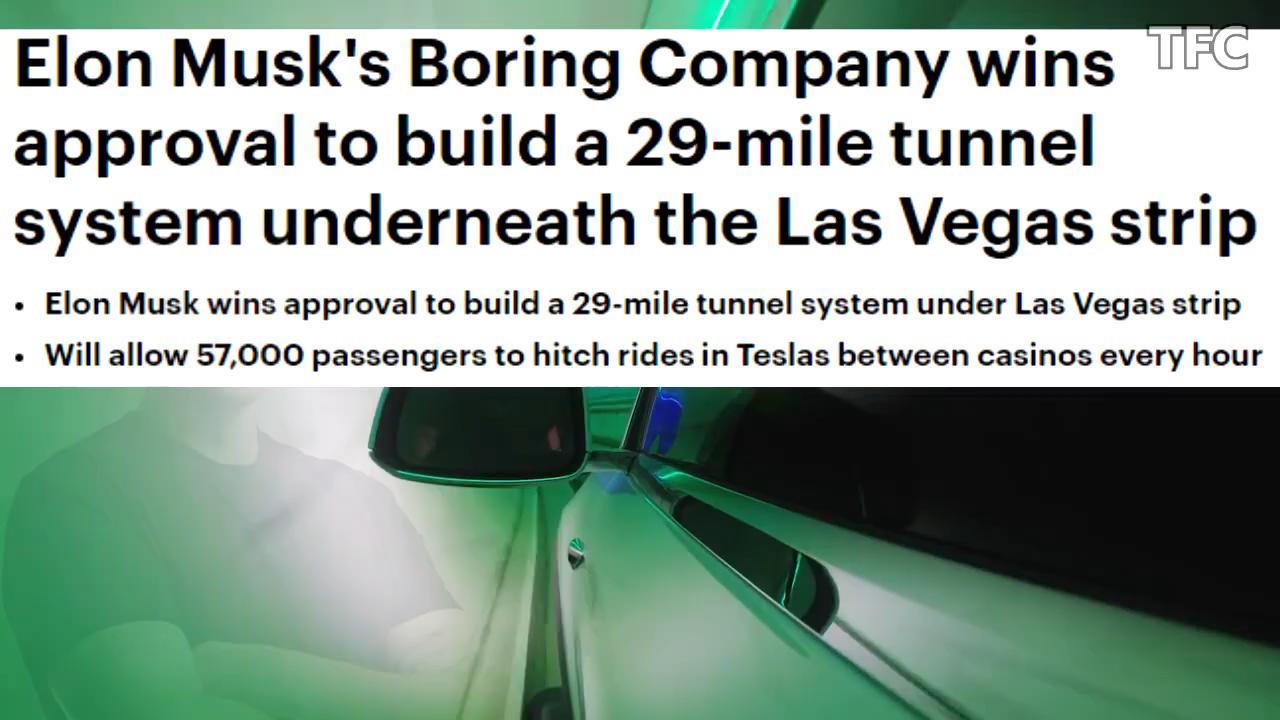 TFC
Elon Musk's Boring Company wins
approval to build a 29-mile tunnel
system underneath the Las Vegas strip
• Elon Musk wins approval to build a 29-mile tunnel system under Las Vegas strip
• Will allow 57,000 passengers to hitch rides in Teslas between casinos every hour